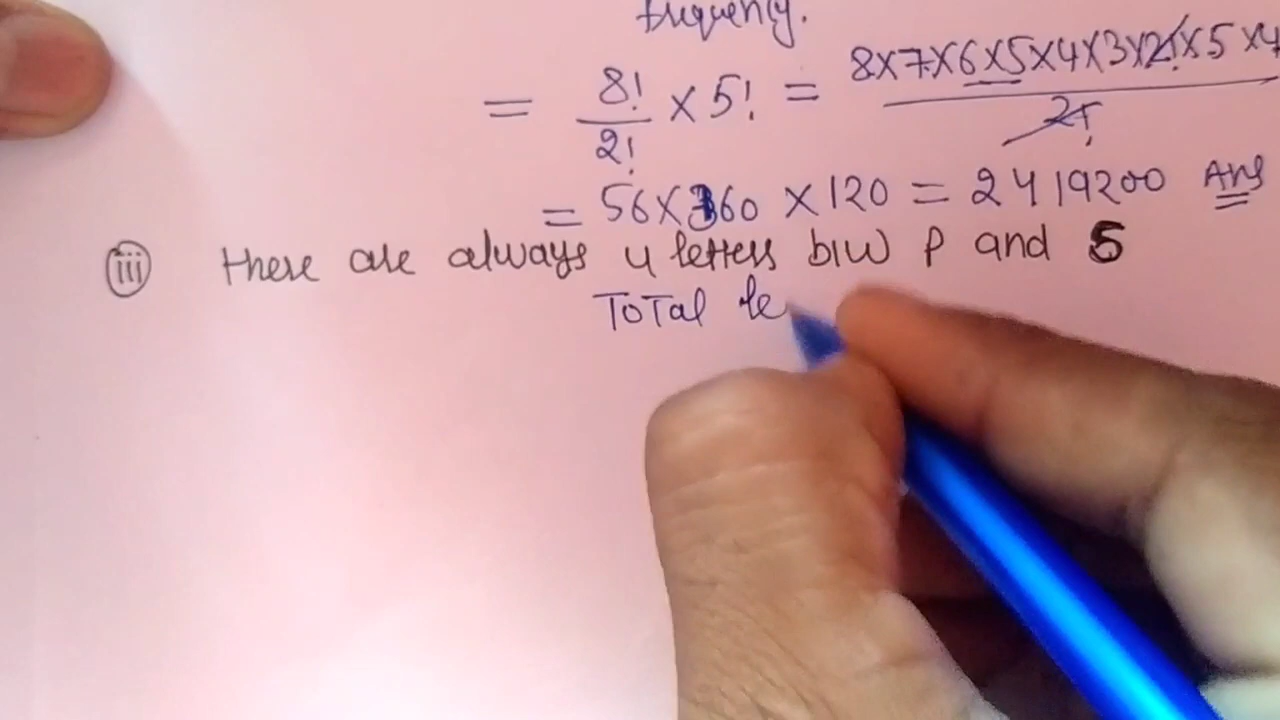 frequency.
= 8!/2! × 5! = 8×7×6×5×4×3×2!×5×4/2!
= 56×360 ×120 = 2419200 Ans
(iii) There are always 4 letters b/w P and S
Total le